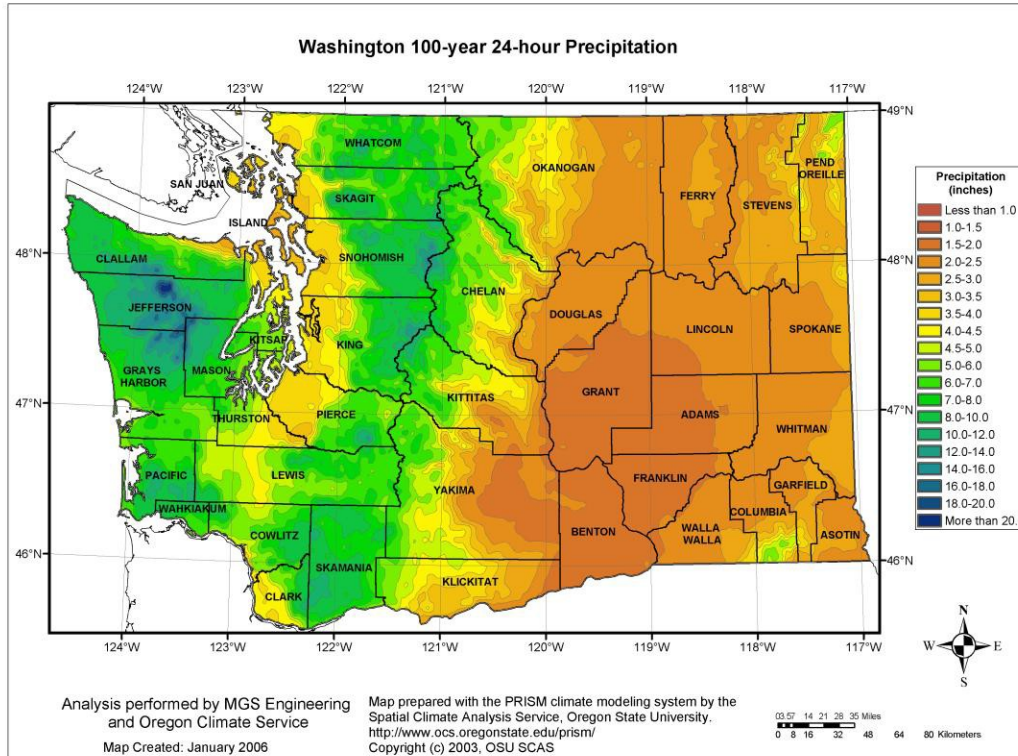 Washington 100-year 24-hour Precipitation
124°W 123°W 122°W 121°W 120°W 119°W 118°W 117°W
49°N
WHATCOM
OKANOGAN
PEND
OREILLE
SAN JUAN
SKAGIT
FERRY
STEVENS
ISLAND
48°N
CLALLAM
SNOHOMISH
48°N
CHELAN
JEFFERSON
DOUGLAS
LINCOLN
SPOKANE
KITSAP
KING
GRAYS
HARBOR
MASON
GRANT
47°N
KITTITAS
47°N
THURSTON
PIERCE
ADAMS
WHITMAN
PACIFIC
LEWIS
YAKIMA
FRANKLIN
GARFIELD
WAHKIAKUM
COLUMBIA
COWLITZ
BENTON
WALLA
WALLA
ASOTIN
46°N
SKAMANIA
46°N
KLICKITAT
CLARK
124°W 123°W 122°W 121°W 120°W 119°W 118°W 117°W
Precipitation
(inches)
Less than 1.0
1.0-1.5
1.5-2.0
2.0-2.5
2.5-3.0
3.0-3.5
3.5-4.0
4.0-4.5
4.5-5.0
5.0-6.0
6.0-7.0
7.0-8.0
8.0-10.0
10.0-12.0
12.0-14.0
14.0-16.0
16.0-18.0
18.0-20.0
More than 20.
N
W E
S
Analysis performed by MGS Engineering
and Oregon Climate Service
Map Created: January 2006
Map prepared with the PRISM climate modeling system by the
Spatial Climate Analysis Service, Oregon State University.
http://www.ocs.oregonstate.edu/prism/
Copyright (c) 2003, OSU SCAS
03.57 14 21 28 35 Miles
0 8 16 32 48 64 80 Kilometers